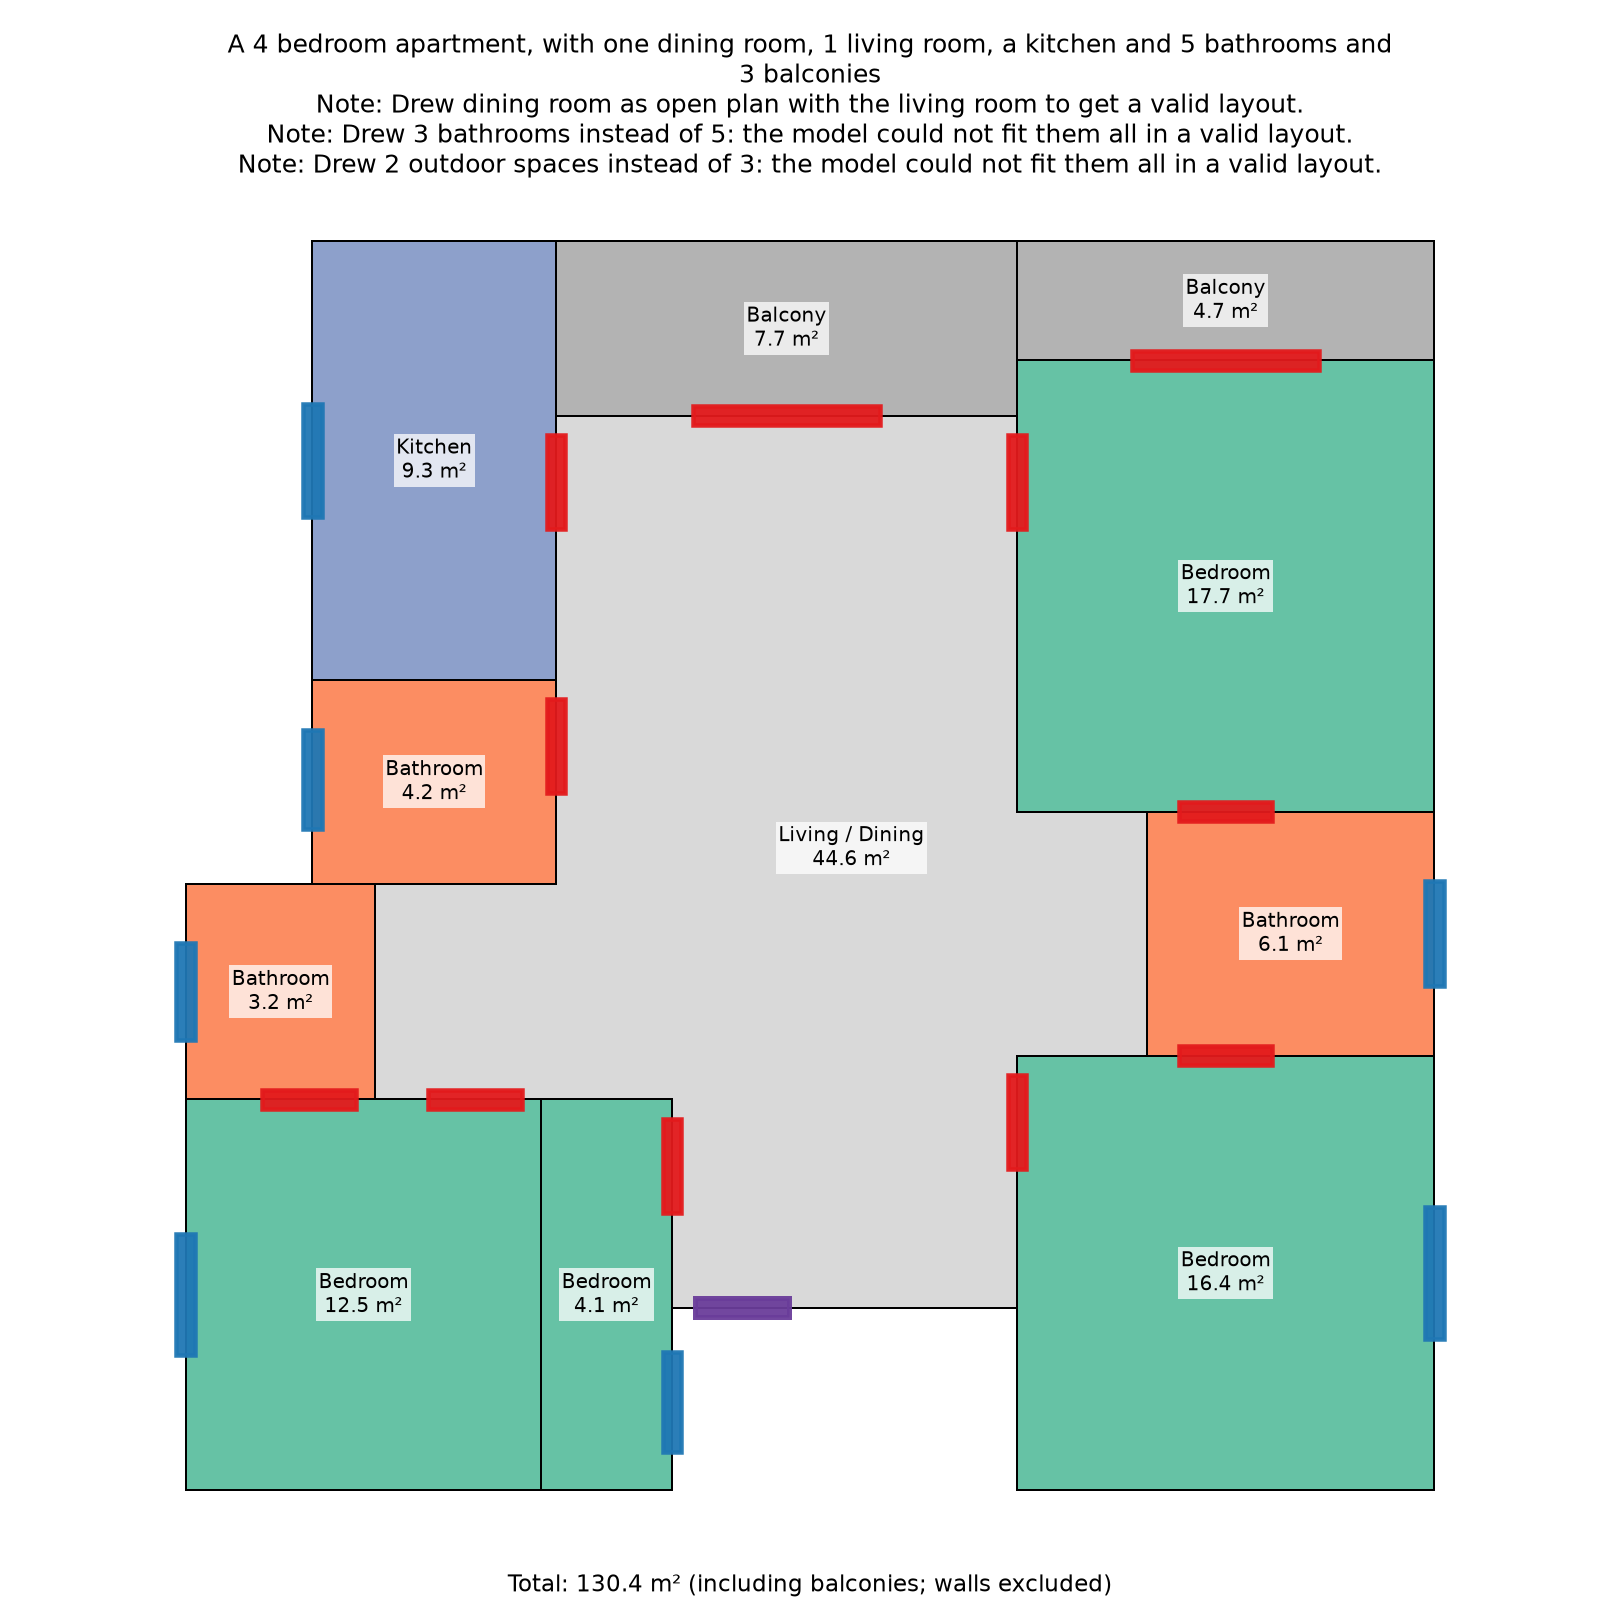 A 4 bedroom apartment, with one dining room, 1 living room, a kitchen and 5 bathrooms and
3 balconies
Note: Drew dining room as open plan with the living room to get a valid layout.
Note: Drew 3 bathrooms instead of 5: the model could not fit them all in a valid layout.
Note: Drew 2 outdoor spaces instead of 3: the model could not fit them all in a valid layout.
Balcony
4.7 m²
Balcony
7.7 m²
Kitchen
9.3 m²
Bedroom
17.7 m²
Bathroom
4.2 m²
Living / Dining
44.6 m²
Bathroom
6.1 m²
Bathroom
3.2 m²
Bedroom
16.4 m²
Bedroom
12.5 m²
Bedroom
4.1 m²
Total: 130.4 m² (including balconies; walls excluded)